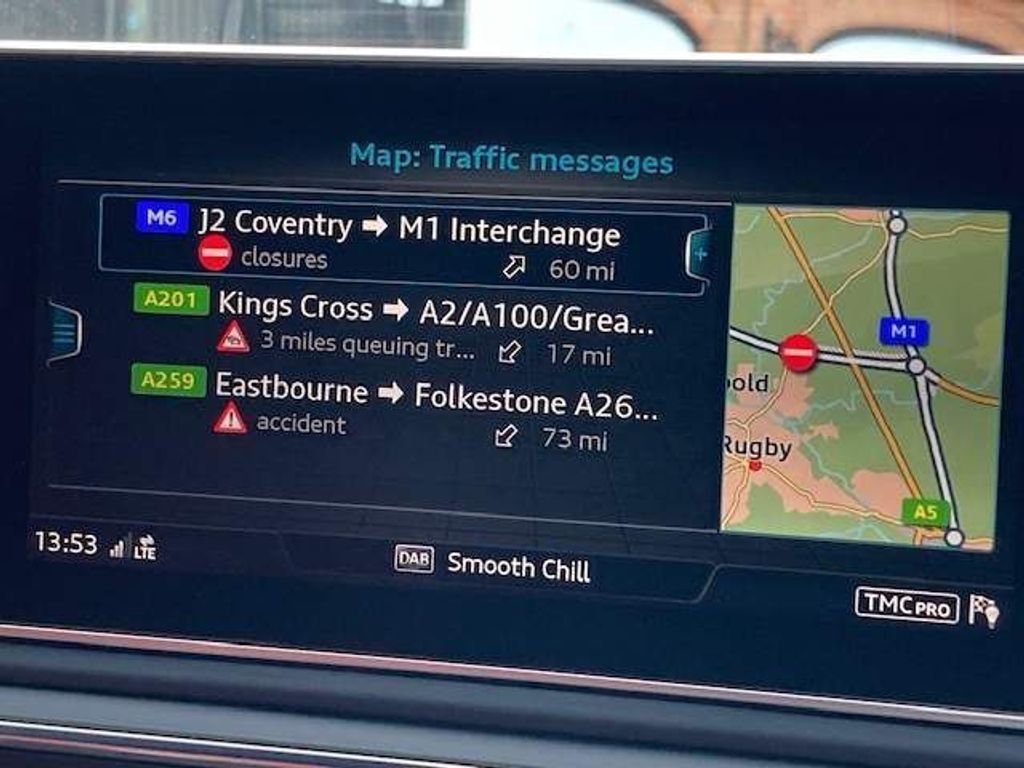 Map: Traffic messages
M6 J2 Coventry ➡ M1 Interchange
closures 60 mi
A201 Kings Cross ➡ A2/A100/Grea...
3 miles queuing tr... 17 mi
A259 Eastbourne ➡ Folkestone A26...
accident 73 mi
M1
old
Rugby
A5
13:53 LTE
DAB Smooth Chill
TMC PRO